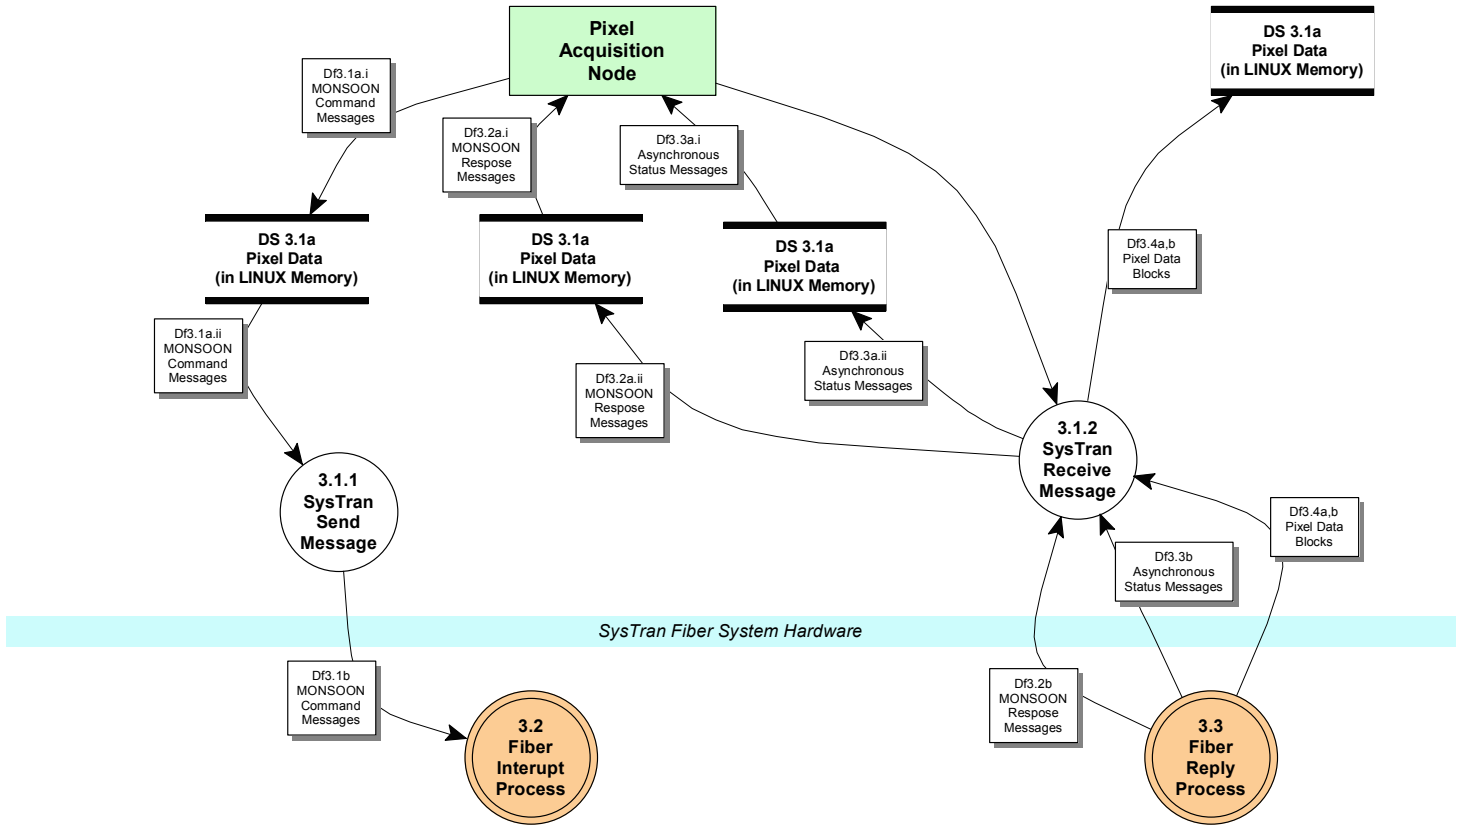 Pixel
Acquisition
Node
DS 3.1a
Pixel Data
(in LINUX Memory)
Df3.1a.i
MONSOON
Command
Messages
Df3.2a.i
MONSOON
Respose
Messages
Df3.3a.i
Asynchronous
Status Messages
DS 3.1a
Pixel Data
(in LINUX Memory)
DS 3.1a
Pixel Data
(in LINUX Memory)
DS 3.1a
Pixel Data
(in LINUX Memory)
Df3.4a,b
Pixel Data
Blocks
Df3.1a.ii
MONSOON
Command
Messages
Df3.2a.ii
MONSOON
Respose
Messages
Df3.3a.ii
Asynchronous
Status Messages
3.1.1
SysTran
Send
Message
3.1.2
SysTran
Receive
Message
Df3.3b
Asynchronous
Status Messages
Df3.4a,b
Pixel Data
Blocks
SysTran Fiber System Hardware
Df3.1b
MONSOON
Command
Messages
3.2
Fiber
Interupt
Process
Df3.2b
MONSOON
Respose
Messages
3.3
Fiber
Reply
Process